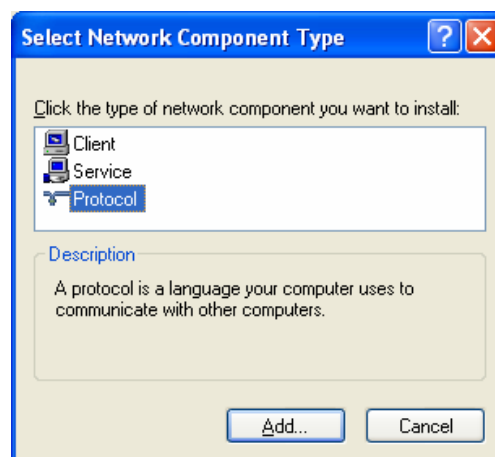 Select Network Component Type
Click the type of network component you want to install:
Client
Service
Protocol
Description
A protocol is a language your computer uses to
communicate with other computers.
Add... Cancel